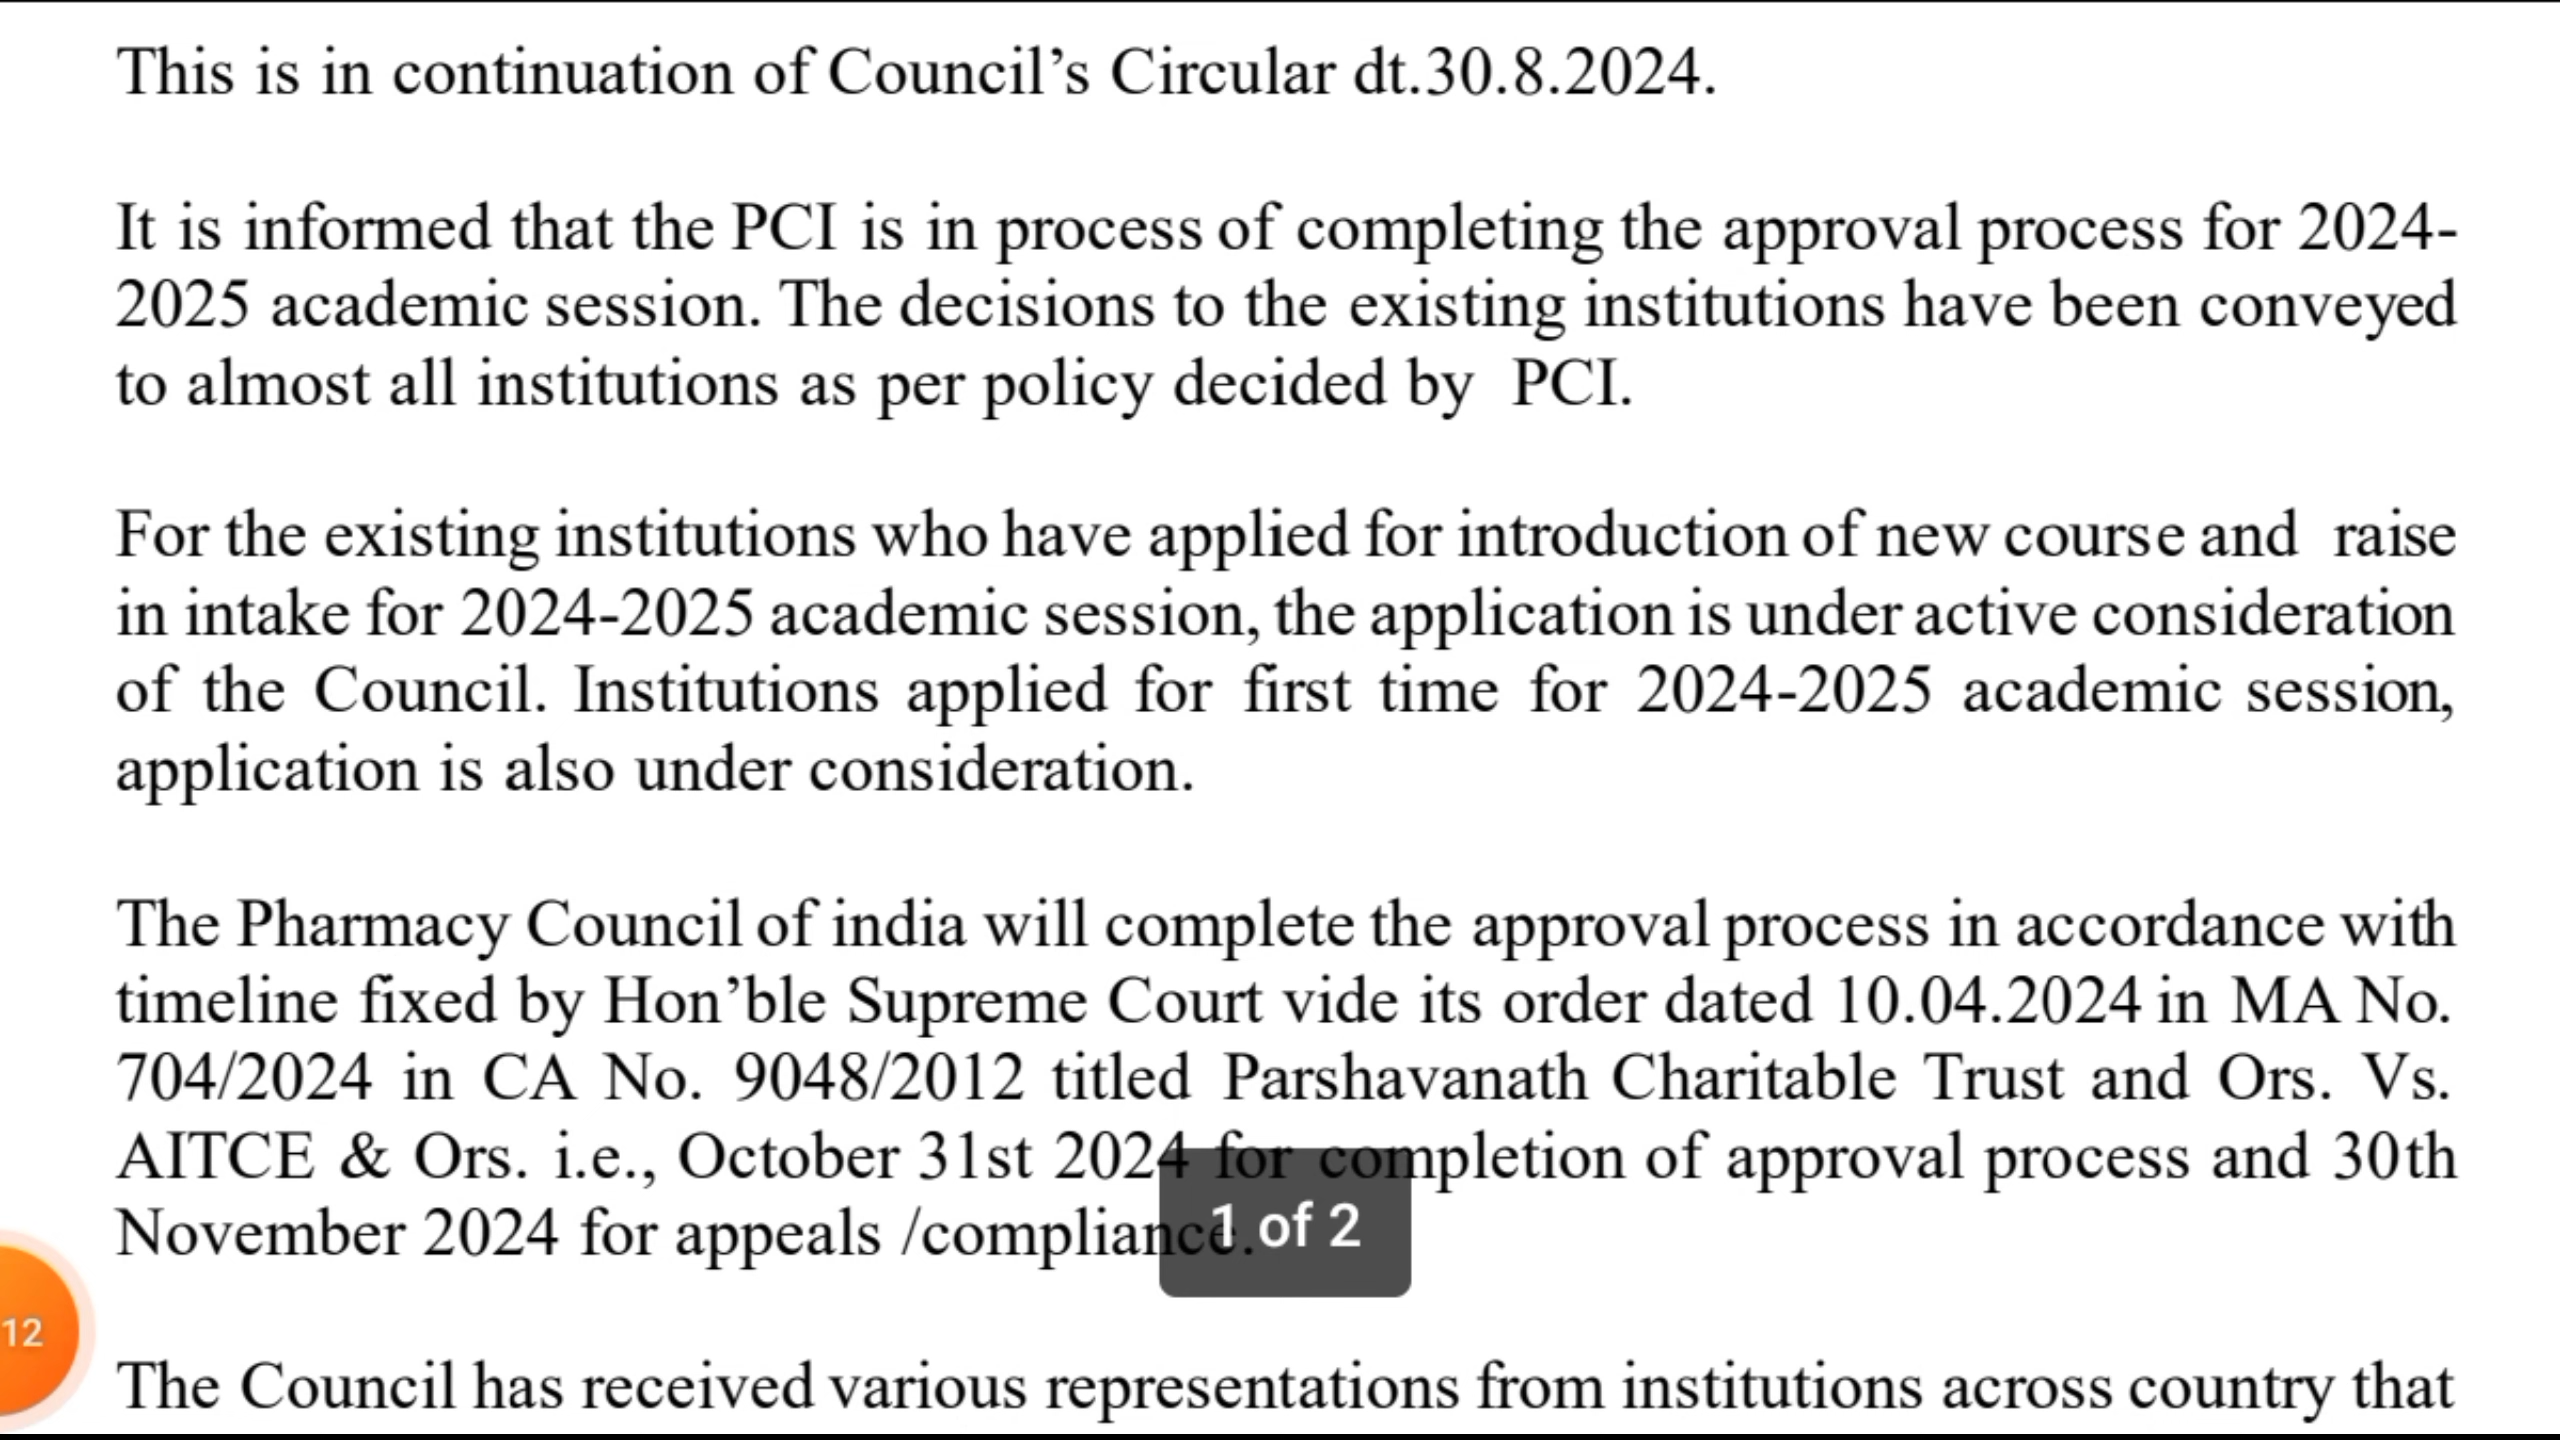 This is in continuation of Council’s Circular dt.30.8.2024.
It is informed that the PCI is in process of completing the approval process for 2024-
2025 academic session. The decisions to the existing institutions have been conveyed
to almost all institutions as per policy decided by PCI.
For the existing institutions who have applied for introduction of new course and raise
in intake for 2024-2025 academic session, the application is under active consideration
of the Council. Institutions applied for first time for 2024-2025 academic session,
application is also under consideration.
The Pharmacy Council of india will complete the approval process in accordance with
timeline fixed by Hon’ble Supreme Court vide its order dated 10.04.2024 in MA No.
704/2024 in CA No. 9048/2012 titled Parshavanath Charitable Trust and Ors. Vs.
AITCE & Ors. i.e., October 31st 2024 for completion of approval process and 30th
November 2024 for appeals /compliance.
1 of 2
12
The Council has received various representations from institutions across country that